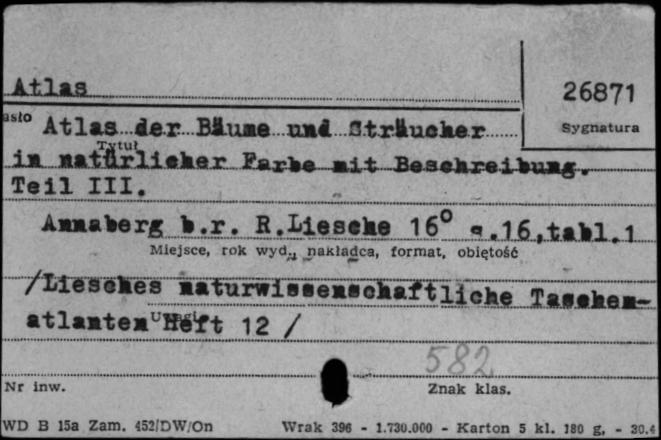 Atlas
26871
asło
Sygnatura
Atlas der Bäume und Sträucher
Tytuł
in natürlicher Farbe mit Beschreibung.
Teil III.
Annaberg b.r. R.Liesche 16° s.16,tabl.1
Miejsce, rok wyd., nakładca, format, objętość
/Liesches naturwissenschaftliche Taschen-
atlanten Heft 12 /
Uwagi
582
Nr inw.
Znak klas.
WD B 15a Zam. 452/DW/On
Wrak 396 - 1.730.000 - Karton 5 kl. 180 g. - 30.4